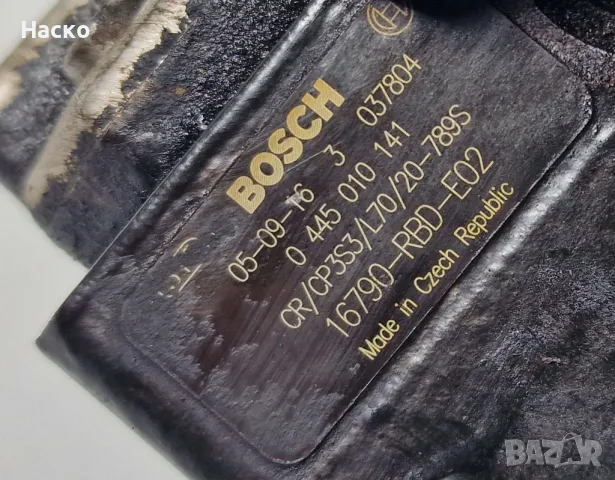 Hacko
BOSCH
05-09-16 3 037804
0 445 010 141
CR/CP3S3/L70/20-789S
16790-RBD-E02
Made in Czech Republic
BAZAR